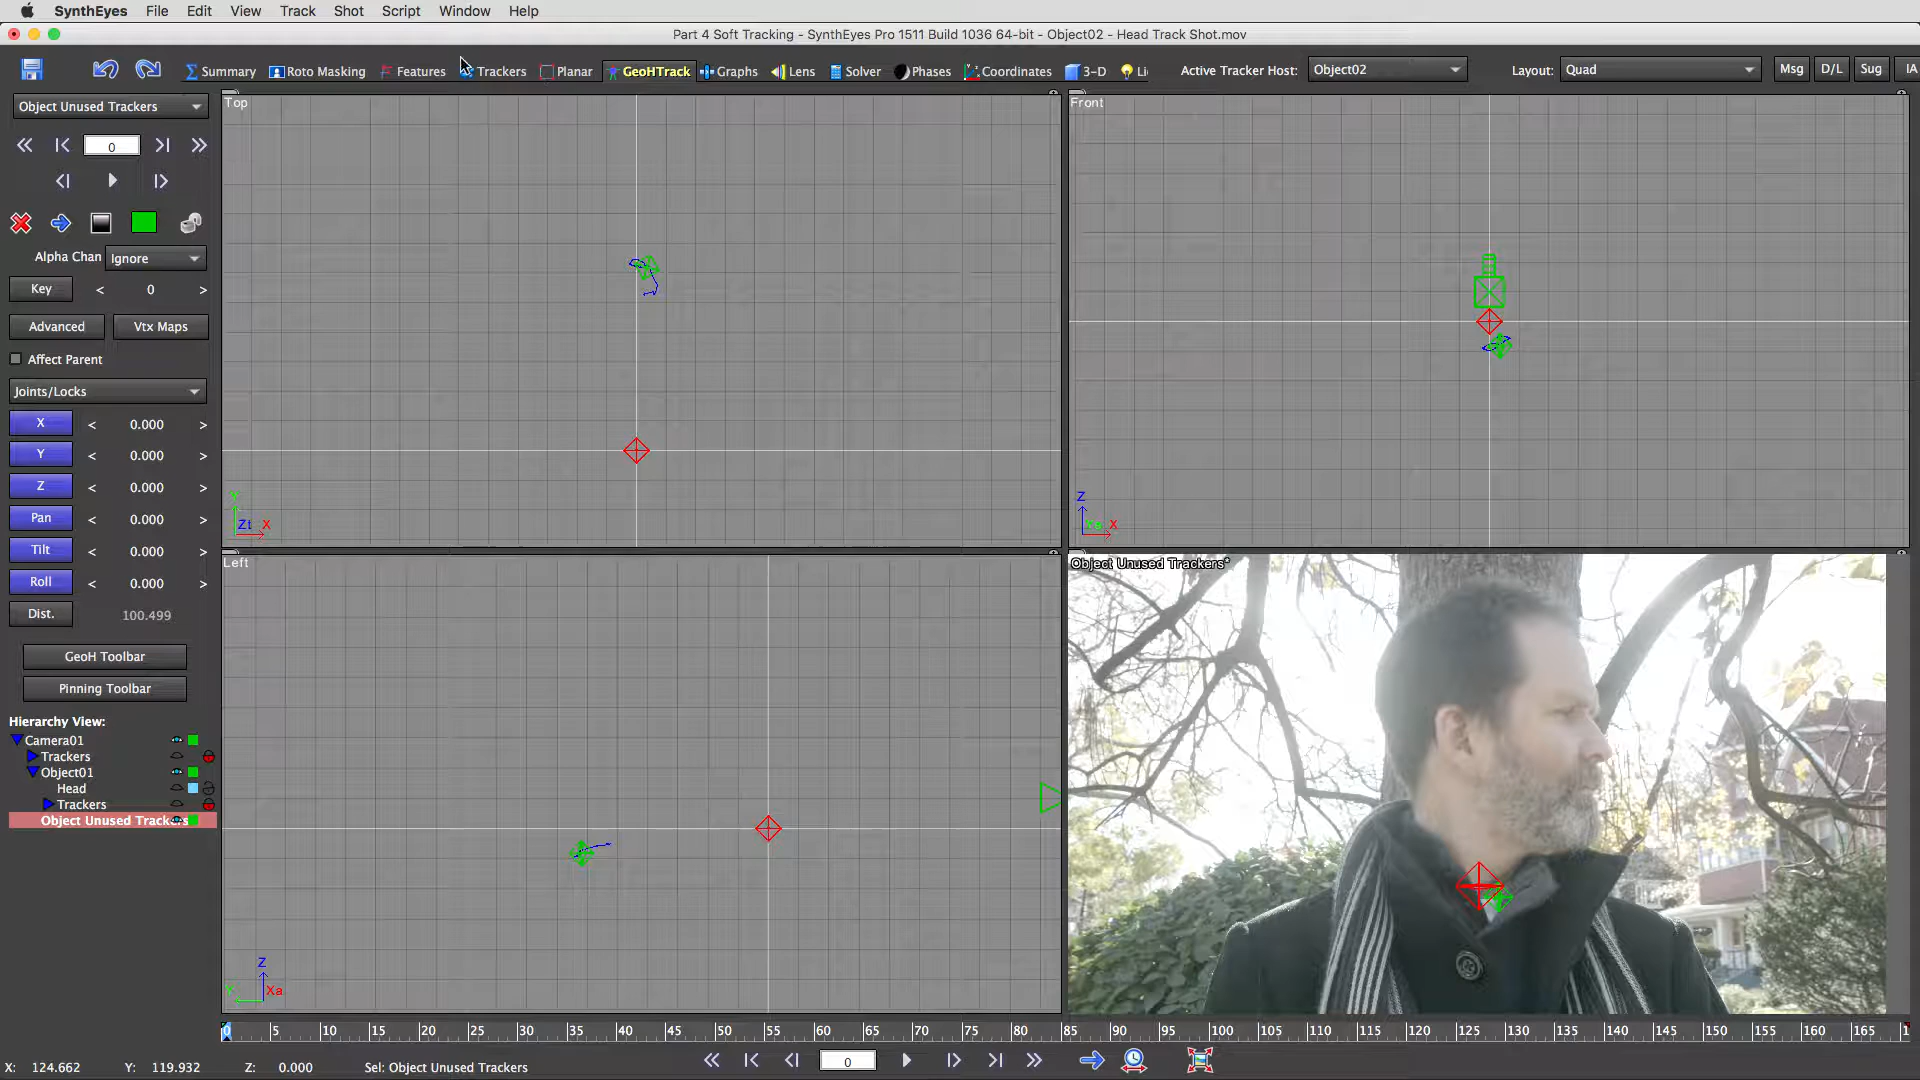 SynthEyes File Edit View Track Shot Script Window Help
Part 4 Soft Tracking - SynthEyes Pro 1511 Build 1036 64-bit - Object02 - Head Track Shot.mov
Summary Roto Masking Features Trackers Planar GeoHTrack Graphs Lens Solver Phases Coordinates 3-D Li Active Tracker Host: Object02 Layout: Quad Msg D/L Sug IA
Object Unused Trackers
0
Alpha Chan Ignore
Key < 0 >
Advanced Vtx Maps
Affect Parent
Joints/Locks
X < 0.000 >
Y < 0.000 >
Z < 0.000 >
Pan < 0.000 >
Tilt < 0.000 >
Roll < 0.000 >
Dist. 100.499
GeoH Toolbar
Pinning Toolbar
Hierarchy View:
Camera01
Trackers
Object01
Head
Trackers
Object Unused Trackers
Top
Y
Zt X
Front
Z
X
Left
Z
Y Xa
Object Unused Trackers*
0 5 10 15 20 25 30 35 40 45 50 55 60 65 70 75 80 85 90 95 100 105 110 115 120 125 130 135 140 145 150 155 160 165
0
X: 124.662 Y: 119.932 Z: 0.000 Sel: Object Unused Trackers